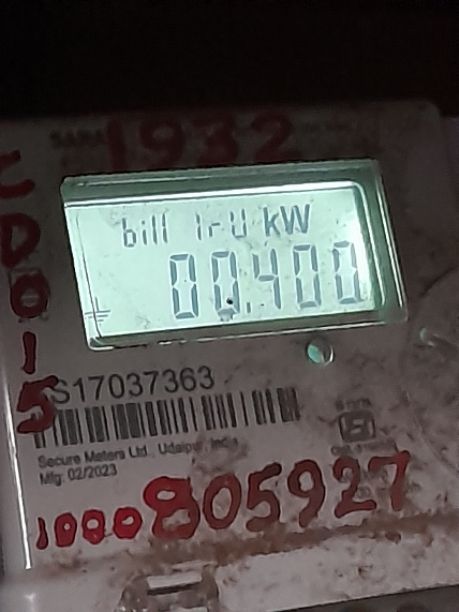 1932
CD015
bill 1-U kW
00.400
S17037363
Secure Meters Ltd., Udaipur, India
Mfg: 02/2023
1000805927